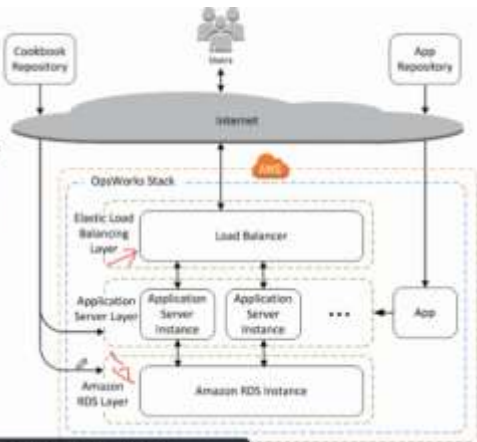 Users
Cookbook
Repository
App
Repository
Internet
AWS
OpsWorks Stack
Elastic Load
Balancing
Layer
Load Balancer
Application
Server Layer
Application
Server
Instance
Application
Server
Instance
...
App
Amazon
RDS Layer
Amazon RDS Instance